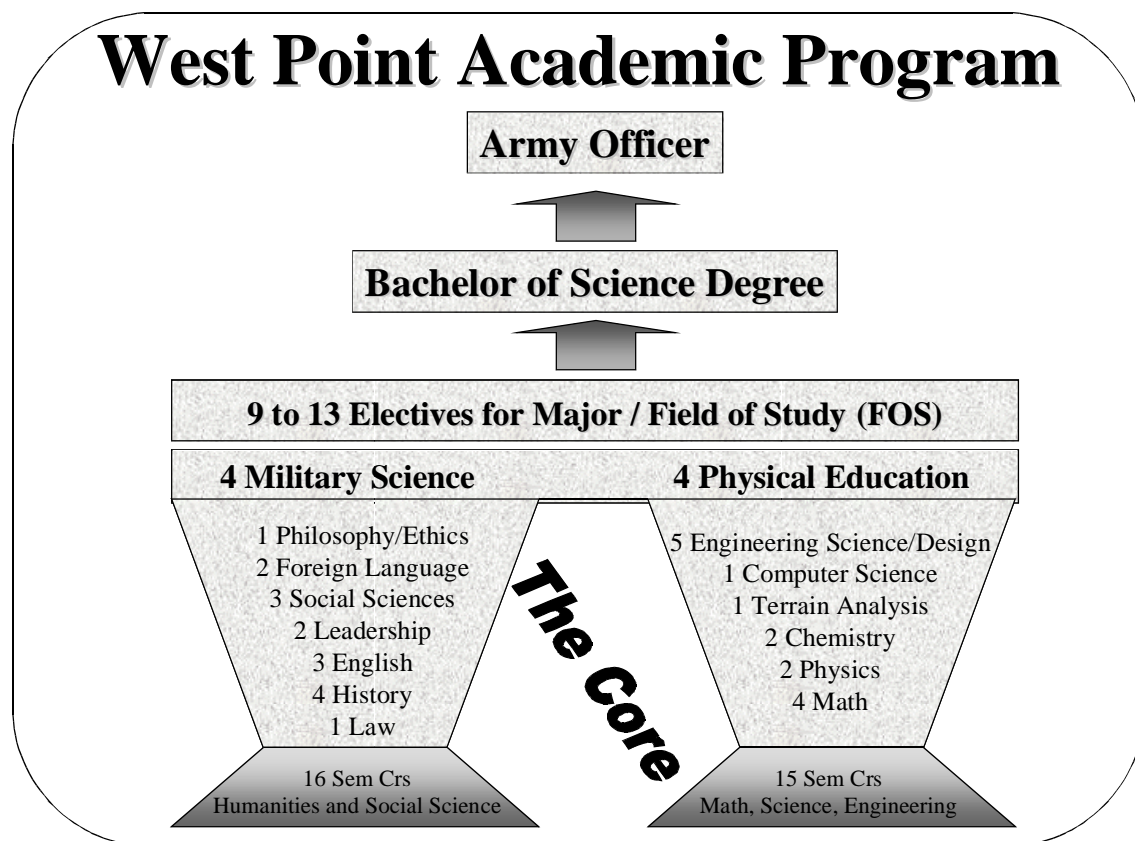 West Point Academic Program
Army Officer
Bachelor of Science Degree
9 to 13 Electives for Major / Field of Study (FOS)
4 Military Science
4 Physical Education
1 Philosophy/Ethics
2 Foreign Language
3 Social Sciences
2 Leadership
3 English
4 History
1 Law
16 Sem Crs
Humanities and Social Science
The Core
5 Engineering Science/Design
1 Computer Science
1 Terrain Analysis
2 Chemistry
2 Physics
4 Math
15 Sem Crs
Math, Science, Engineering